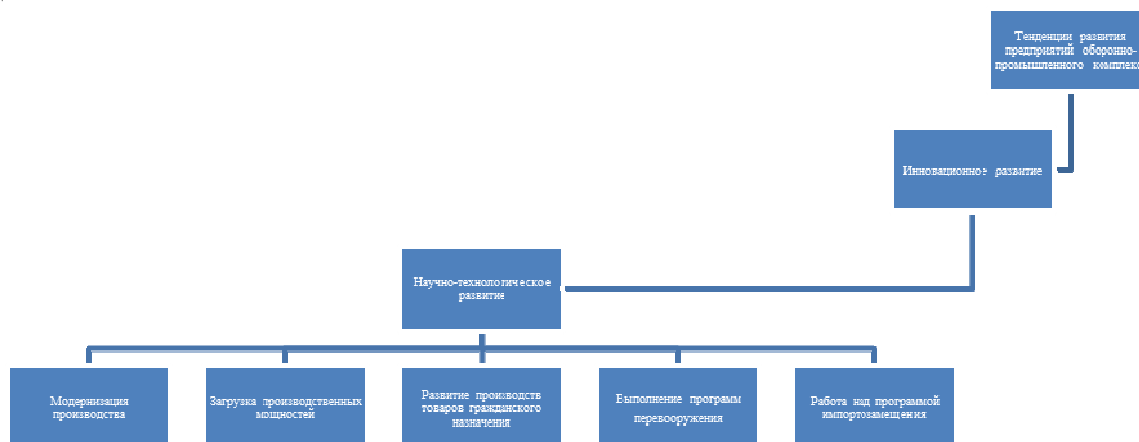 Тенденции развития
предприятий оборонно-
промышленного комплекс
Инновационное развитие
Научно-технологическое
развитие
Модернизация
производства
Загрузка производственных
мощностей
Развитие производств
товаров гражданского
назначения
Выполнение программ
перевооружения
Работа над программой
импортозамещения